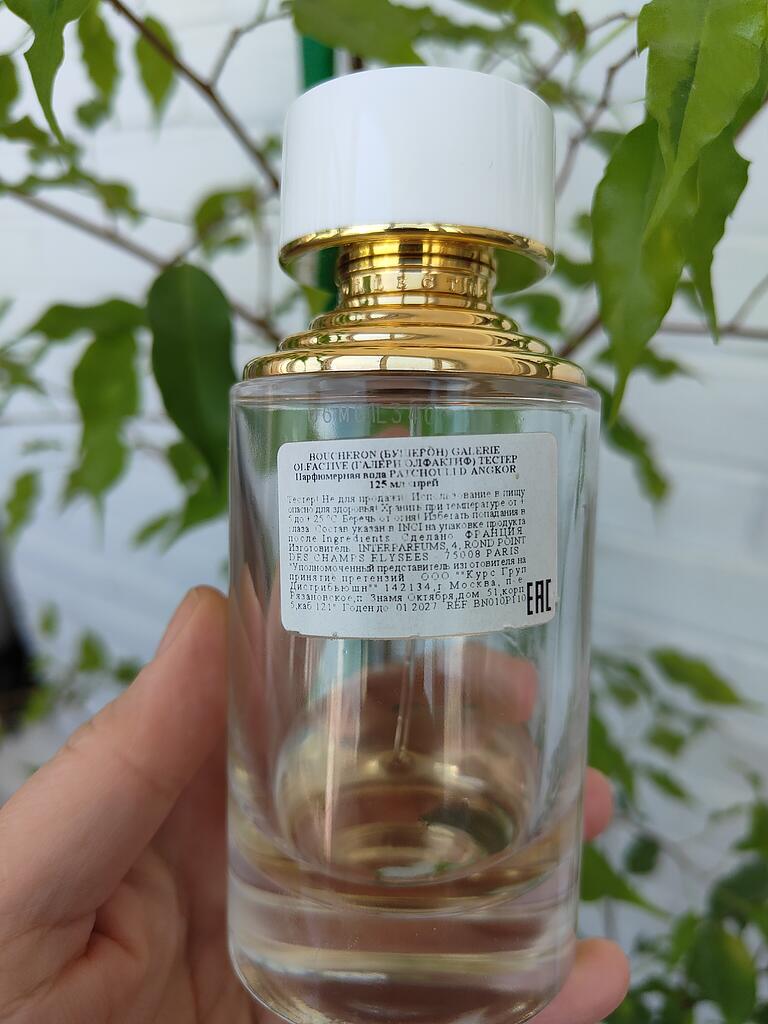 LLECTI
BOUCHERON (БУШЕРОН) GALERIE
OLFACTIVE (ГАЛЕРИ ОЛФАКТИФ) ТЕСТЕР
Парфюмерная вода PATCHOULI D ANGKOR
125 мл спрей
Тестер! Не для продажи. Использование в пищу
опасно для здоровья! Хранить при температуре от +
5 до + 25 °C. Беречь от огня! Избегать попадания в
глаза. Состав указан в INCI на упаковке продукта
после Ingredients. Сделано ФРАНЦИЯ
Изготовитель INTERPARFUMS, 4, ROND POINT
DES CHAMPS ELYSEES - 75008 PARIS
"Уполномоченный представитель изготовителя на
принятие претензий ООО ""Курс Груп
Дистрибьюшн"" 142134, г. Москва, п-е
Рязановское, п. Знамя Октября, дом 51, корп
5, каб 121" Годен до 01.2027 REF BN010P110
EAC